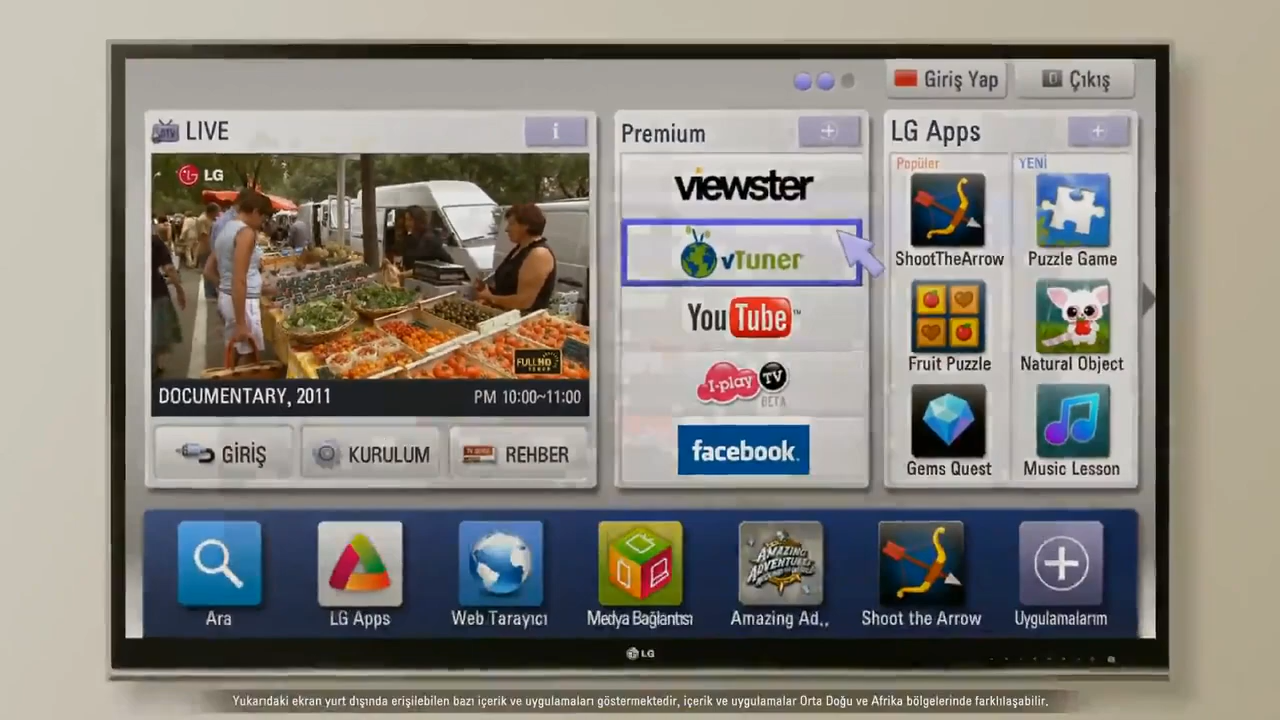 Giriş Yap
Çıkış
LIVE
i
LG
FULL HD
DOCUMENTARY, 2011
PM 10:00~11:00
GİRİŞ
KURULUM
REHBER
Premium
viewster
vTuner
YouTube™
I-play TV
BETA
facebook.
LG Apps
Popüler
YENİ
ShootTheArrow
Puzzle Game
Fruit Puzzle
Natural Object
Gems Quest
Music Lesson
AMAZING
ADVENTURES
Ara
LG Apps
Web Tarayıcı
Medya Bağlantısı
Amazing Ad..
Shoot the Arrow
Uygulamalarım
LG
Yukarıdaki ekran yurt dışında erişilebilen bazı içerik ve uygulamaları göstermektedir, içerik ve uygulamalar Orta Doğu ve Afrika bölgelerinde farklılaşabilir.